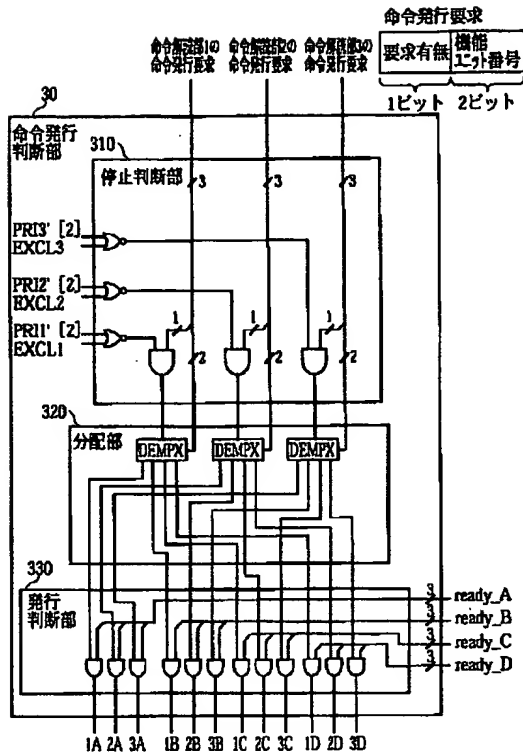 命令発行要求
要求有無
機能
ユニット番号
1ビット
2ビット
命令解読部1の
命令発行要求
命令解読部2の
命令発行要求
命令解読部3の
命令発行要求
30
命令発行
判断部
310
停止判断部
3
3
3
PRI3' [2]
EXCL3
PRI2' [2]
EXCL2
PRI1' [2]
EXCL1
1
1
1
2
2
2
320
分配部
DEMPX
DEMPX
DEMPX
330
発行
判断部
3
ready_A
3
ready_B
3
ready_C
3
ready_D
1A 2A 3A 1B 2B 3B 1C 2C 3C 1D 2D 3D